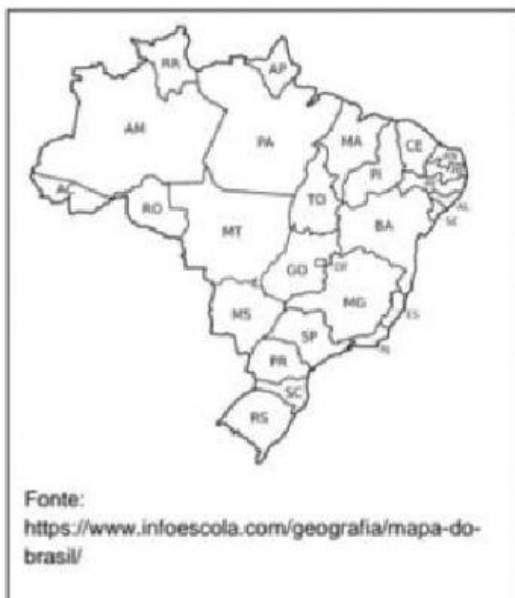 RR
AP
AM
PA
MA
CE
RN
PI
AC
TO
AL
SE
RO
BA
MT
GO
DF
MG
MS
ES
SP
RJ
PR
SC
RS
Fonte:
https://www.infoescola.com/geografia/mapa-do-
brasil/